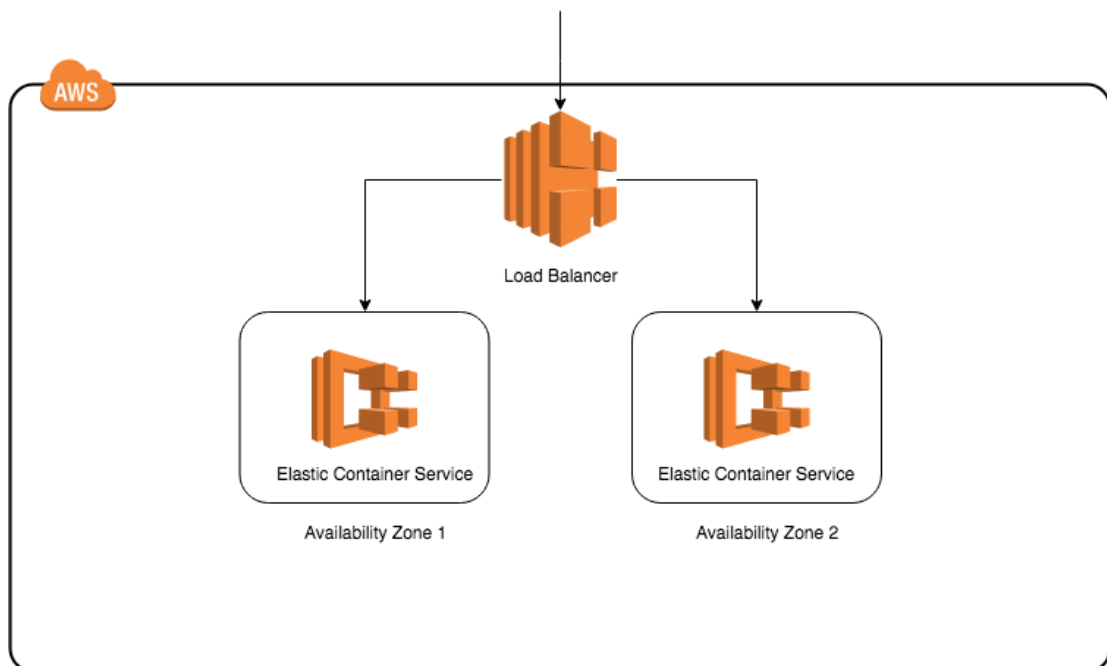 AWS
Load Balancer
Elastic Container Service
Elastic Container Service
Availability Zone 1
Availability Zone 2